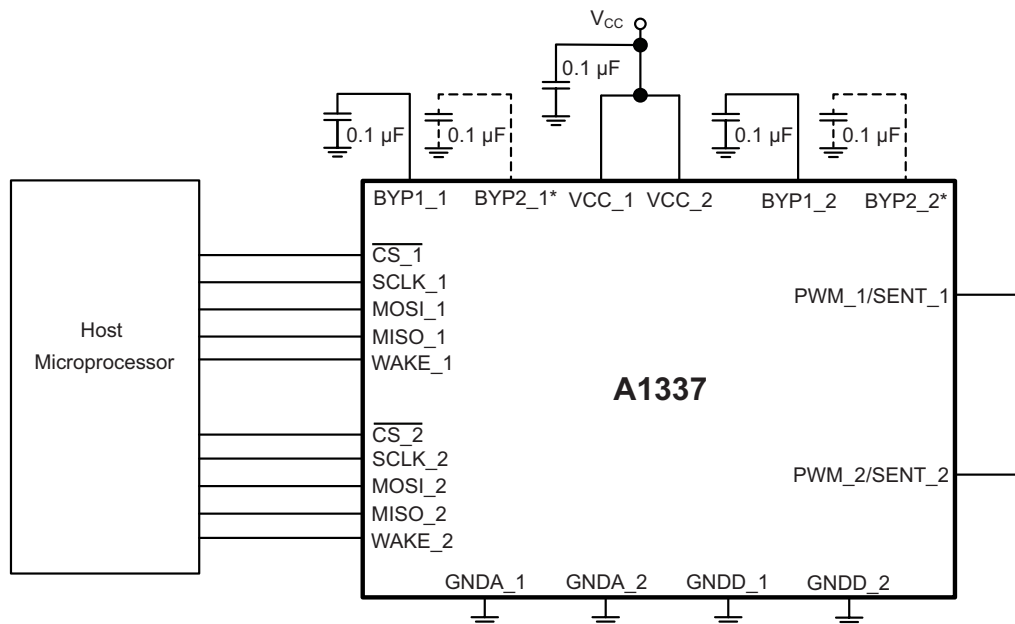 VCC
0.1 µF
0.1 µF
0.1 µF
0.1 µF
0.1 µF
BYP1_1
BYP2_1*
VCC_1
VCC_2
BYP1_2
BYP2_2*
CS_1
SCLK_1
MOSI_1
MISO_1
WAKE_1
Host
Microprocessor
PWM_1/SENT_1
A1337
CS_2
SCLK_2
MOSI_2
MISO_2
WAKE_2
PWM_2/SENT_2
GNDA_1
GNDA_2
GNDD_1
GNDD_2